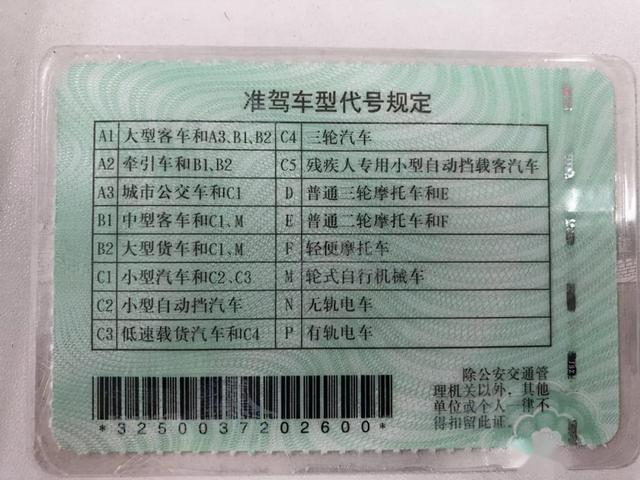 准驾车型代号规定
A1 大型客车和A3、B1、B2 C4 三轮汽车
A2 牵引车和B1、B2 C5 残疾人专用小型自动挡载客汽车
A3 城市公交车和C1 D 普通三轮摩托车和E
B1 中型客车和C1、M E 普通二轮摩托车和F
B2 大型货车和C1、M F 轻便摩托车
C1 小型汽车和C2、C3 M 轮式自行机械车
C2 小型自动挡汽车 N 无轨电车
C3 低速载货汽车和C4 P 有轨电车
除公安交通管
理机关以外，其他
单位或个人一律不
得扣留此证。
*3250037202600*